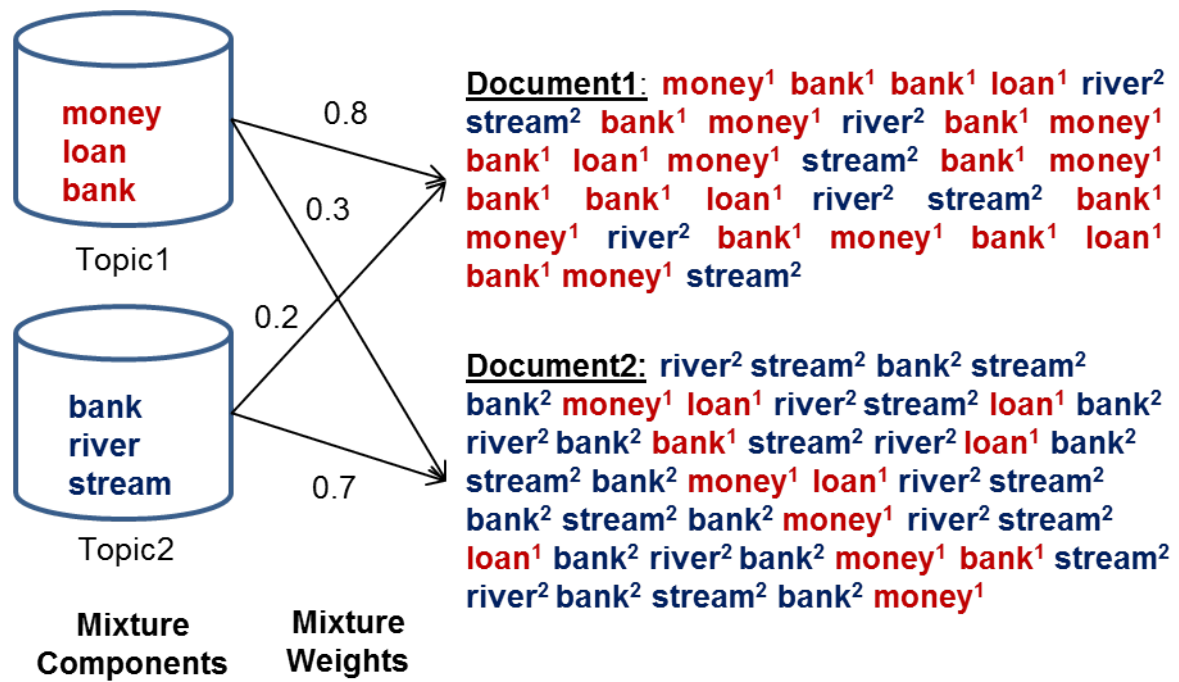 money
loan
bank
Topic1
bank
river
stream
Topic2
Mixture
Components
0.8
0.3
0.2
0.7
Mixture
Weights
Document1: money¹ bank¹ bank¹ loan¹ river²
stream² bank¹ money¹ river² bank¹ money¹
bank¹ loan¹ money¹ stream² bank¹ money¹
bank¹ bank¹ loan¹ river² stream² bank¹
money¹ river² bank¹ money¹ bank¹ loan¹
bank¹ money¹ stream²
Document2: river² stream² bank² stream²
bank² money¹ loan¹ river² stream² loan¹ bank²
river² bank² bank¹ stream² river² loan¹ bank²
stream² bank² money¹ loan¹ river² stream²
bank² stream² bank² money¹ river² stream²
loan¹ bank² river² bank² money¹ bank¹ stream²
river² bank² stream² bank² money¹